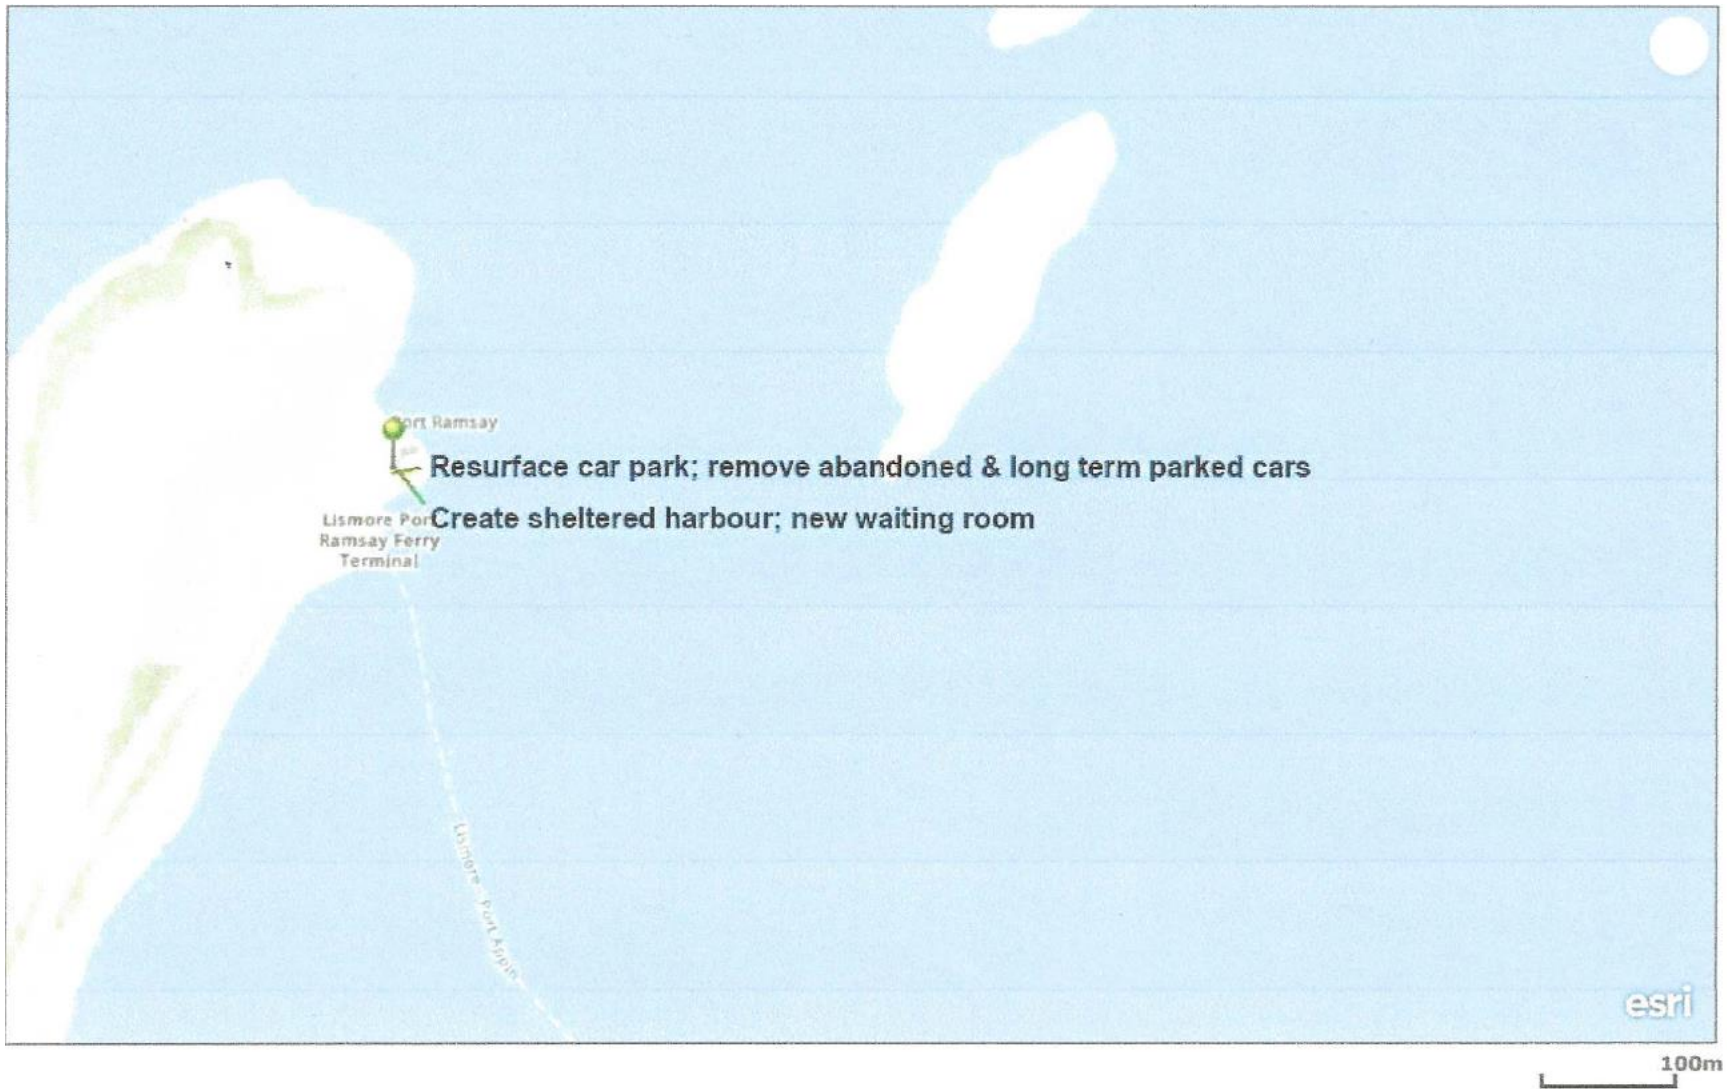 Port Ramsay
Resurface car park; remove abandoned & long term parked cars
Create sheltered harbour; new waiting room
Lismore Port
Ramsay Ferry
Terminal
Lismore - Port Appin
esri
100m